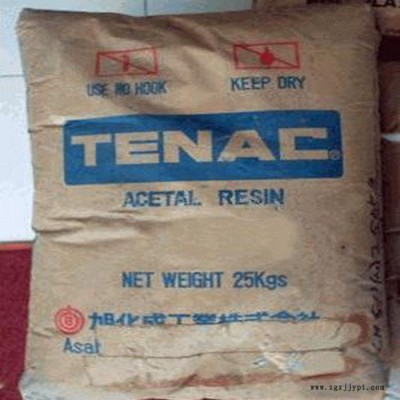 USE NO HOOK
KEEP DRY
TENAC®
ACETAL RESIN
NET WEIGHT 25Kgs
旭化成工業株式会社
Asah
www.zgxjjypt.com